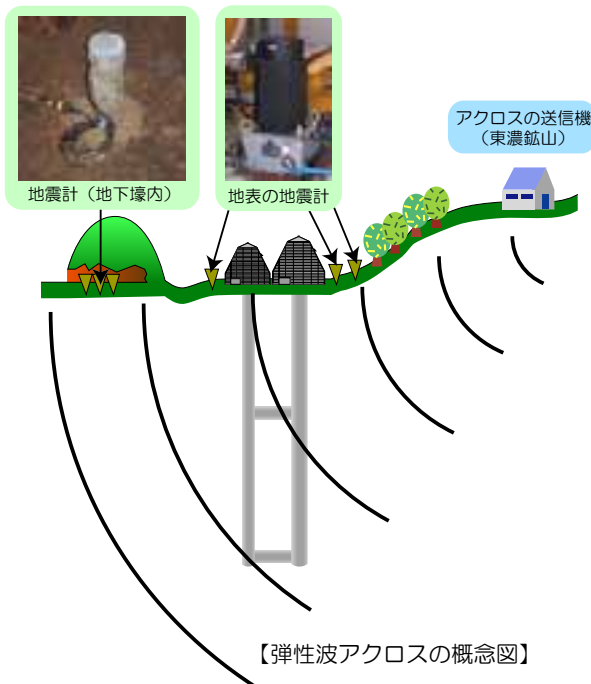 地震計（地下壕内）
地表の地震計
アクロスの送信機
（東濃鉱山）
【弾性波アクロスの概念図】